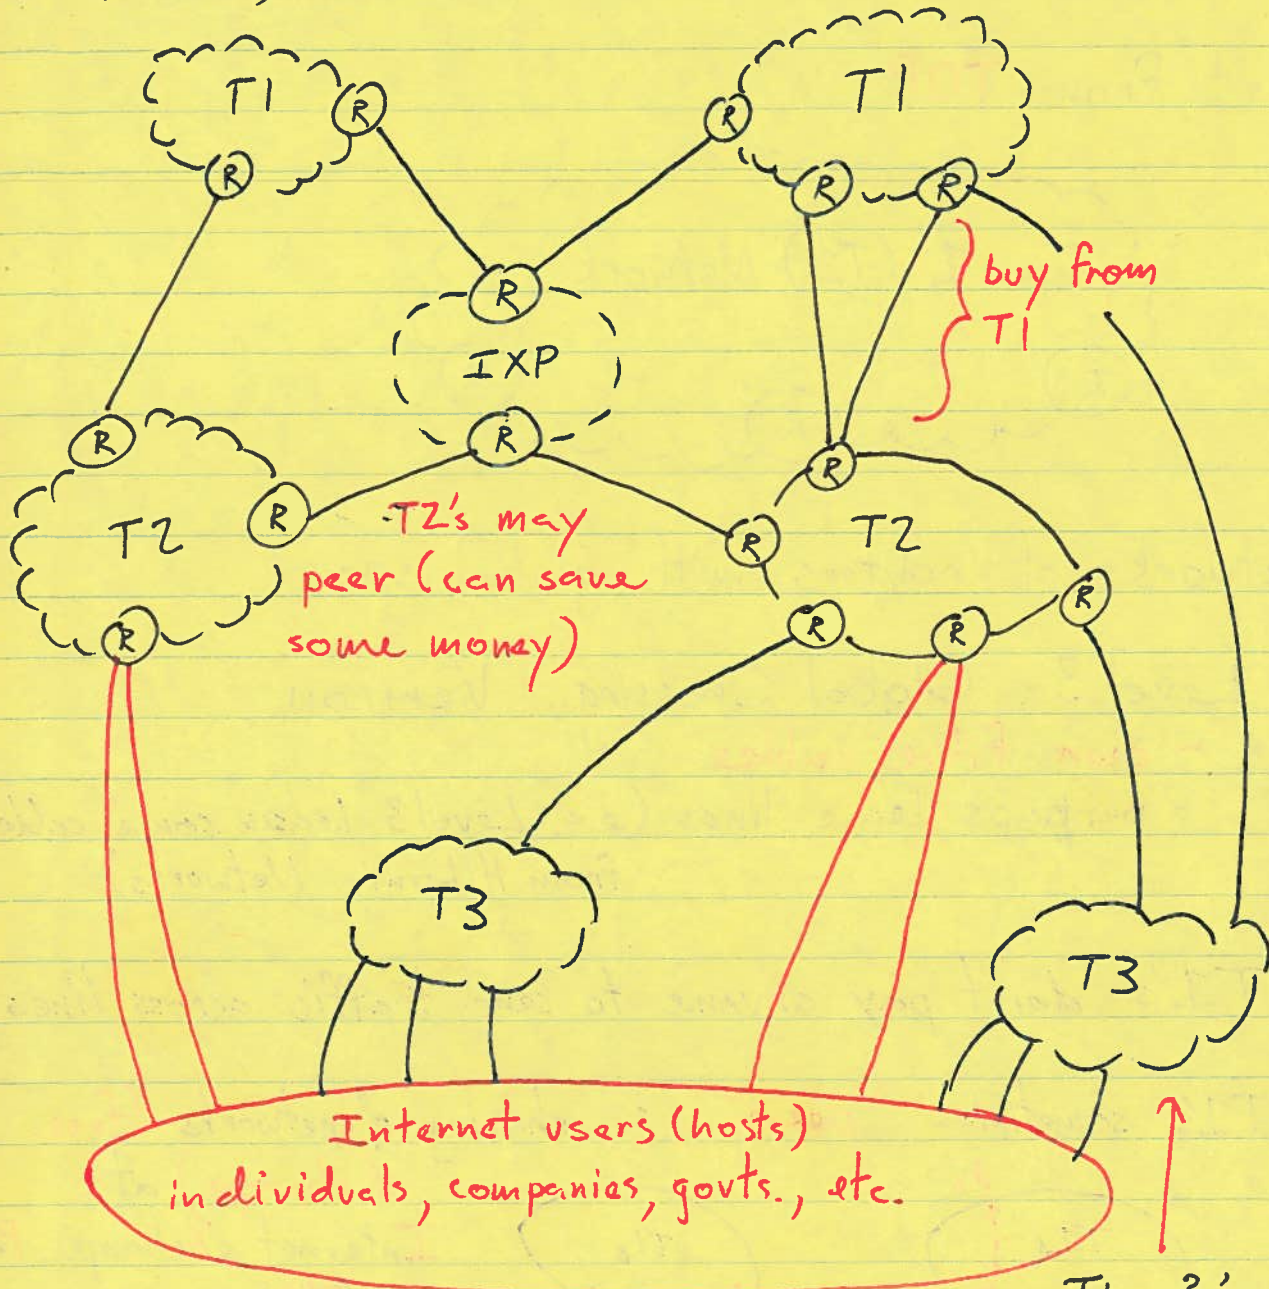 T1
R
T1
R
R
R
R
buy from
T1
R
IXP
R
R
R
T2
R
T2's may
peer (can save
some money)
R
R
T2
R
R
R
T3
T3
Internet users (hosts)
individuals, companies, govts., etc.